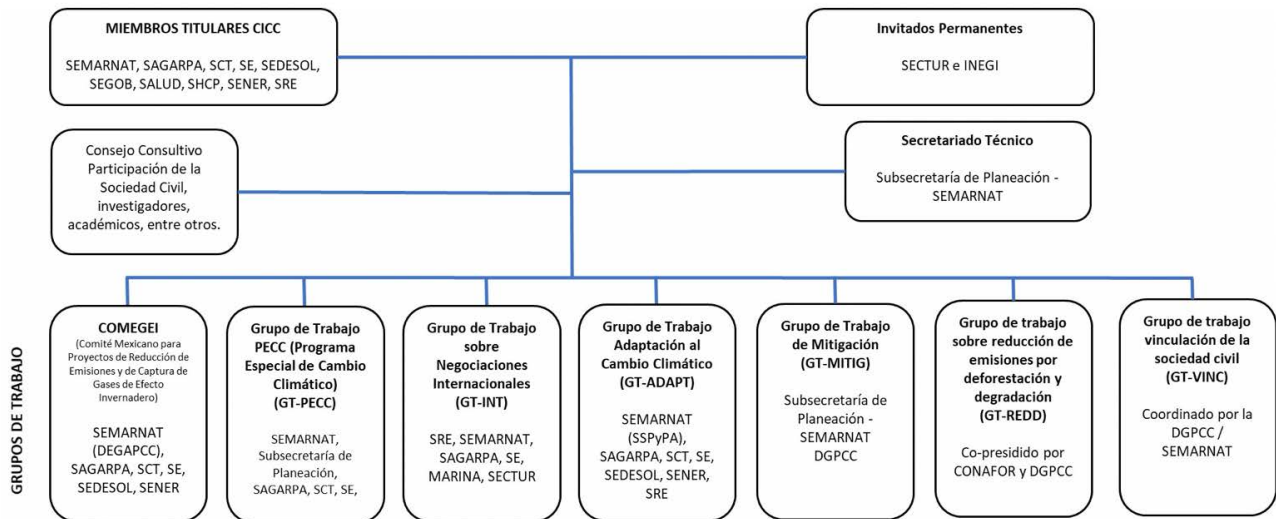 MIEMBROS TITULARES CICC
SEMARNAT, SAGARPA, SCT, SE, SEDESOL,
SEGOB, SALUD, SHCP, SENER, SRE
Invitados Permanentes
SECTUR e INEGI
Consejo Consultivo
Participación de la
Sociedad Civil,
investigadores,
académicos, entre otros.
Secretariado Técnico
Subsecretaría de Planeación -
SEMARNAT
GRUPOS DE TRABAJO
COMEGEI
(Comité Mexicano para
Proyectos de Reducción de
Emisiones y de Captura de
Gases de Efecto
Invernadero)
SEMARNAT
(DEGAPCC),
SAGARPA, SCT, SE,
SEDESOL, SENER
Grupo de Trabajo
PECC (Programa
Especial de Cambio
Climático)
(GT-PECC)
SEMARNAT,
Subsecretaría de
Planeación,
SAGARPA, SCT, SE,
Grupo de Trabajo
sobre
Negociaciones
Internacionales
(GT-INT)
SRE, SEMARNAT,
SAGARPA, SE,
MARINA, SECTUR
Grupo de Trabajo
Adaptación al
Cambio Climático
(GT-ADAPT)
SEMARNAT
(SSPyPA),
SAGARPA, SCT, SE,
SEDESOL, SENER,
SRE
Grupo de Trabajo
de Mitigación
(GT-MITIG)
Subsecretaría de
Planeación -
SEMARNAT
DGPCC
Grupo de trabajo
sobre reducción de
emisiones por
deforestación y
degradación
(GT-REDD)
Co-presidido por
CONAFOR y DGPCC
Grupo de trabajo
vinculación de
la sociedad civil
(GT-VINC)
Coordinado por la
DGPCC /
SEMARNAT